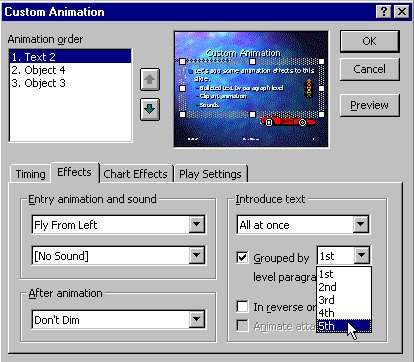 Custom Animation
Animation order
1. Text 2
2. Object 4
3. Object 3
Custom Animation
Let's add some animation effects to this
slide
Bulleted text by paragraph level
Clip art animation
Sounds
OK
Cancel
Preview
Timing Effects Chart Effects Play Settings
Entry animation and sound
Fly From Left
[No Sound]
After animation
Don't Dim
Introduce text
All at once
Grouped by 1st
level paragra
1st
2nd
3rd
4th
5th
In reverse or
Animate atta